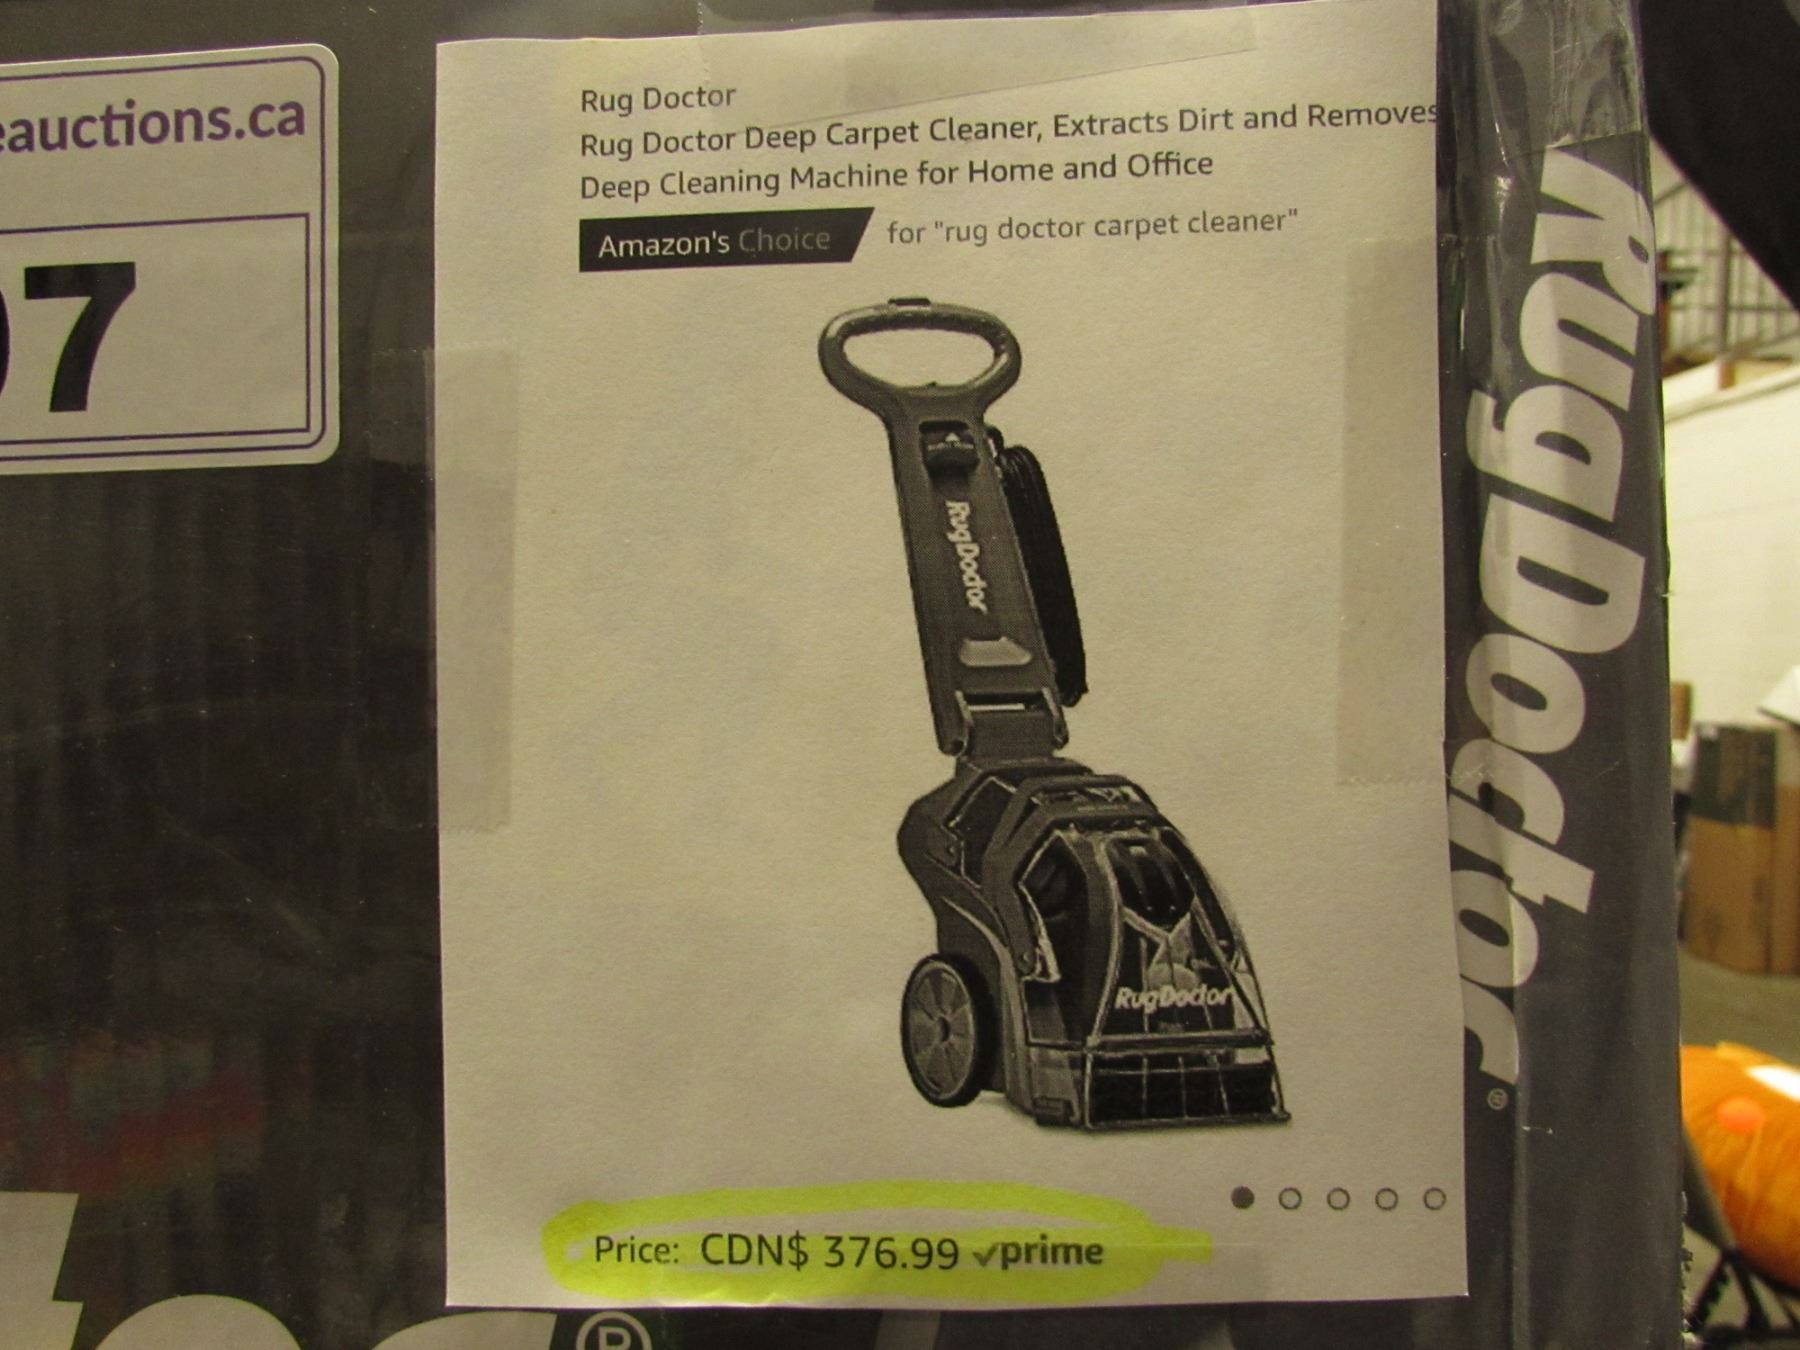 eauctions.ca
7
Rug Doctor
Rug Doctor Deep Carpet Cleaner, Extracts Dirt and Removes
Deep Cleaning Machine for Home and Office
Amazon's Choice for "rug doctor carpet cleaner"
RugDoctor
RugDoctor
Price: CDN$ 376.99 ✓prime
RugDoctor®
®